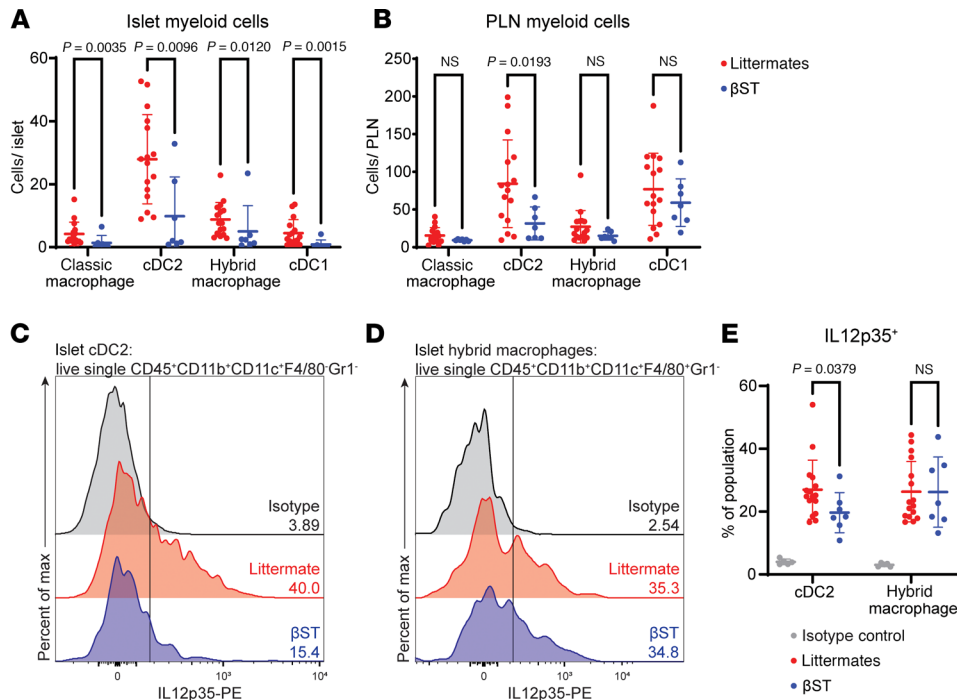 A
Islet myeloid cells
P = 0.0035 P = 0.0096 P = 0.0120 P = 0.0015
60
40
20
0
Cells/ islet
Classic macrophage
cDC2
Hybrid macrophage
cDC1
B
PLN myeloid cells
NS P = 0.0193 NS NS
250
200
150
100
50
0
Cells/ PLN
Classic macrophage
cDC2
Hybrid macrophage
cDC1
Littermates
βST
C
Islet cDC2:
live single CD45⁺CD11b⁺CD11c⁺F4/80⁻Gr1⁻
Percent of max
Isotype
3.89
Littermate
40.0
βST
15.4
0 10³ 10⁴
IL12p35-PE
D
Islet hybrid macrophages:
live single CD45⁺CD11b⁺CD11c⁺F4/80⁺Gr1⁻
Percent of max
Isotype
2.54
Littermate
35.3
βST
34.8
0 10³ 10⁴
IL12p35-PE
E
IL12p35⁺
P = 0.0379 NS
60
40
20
0
% of population
cDC2
Hybrid macrophage
Isotype control
Littermates
βST